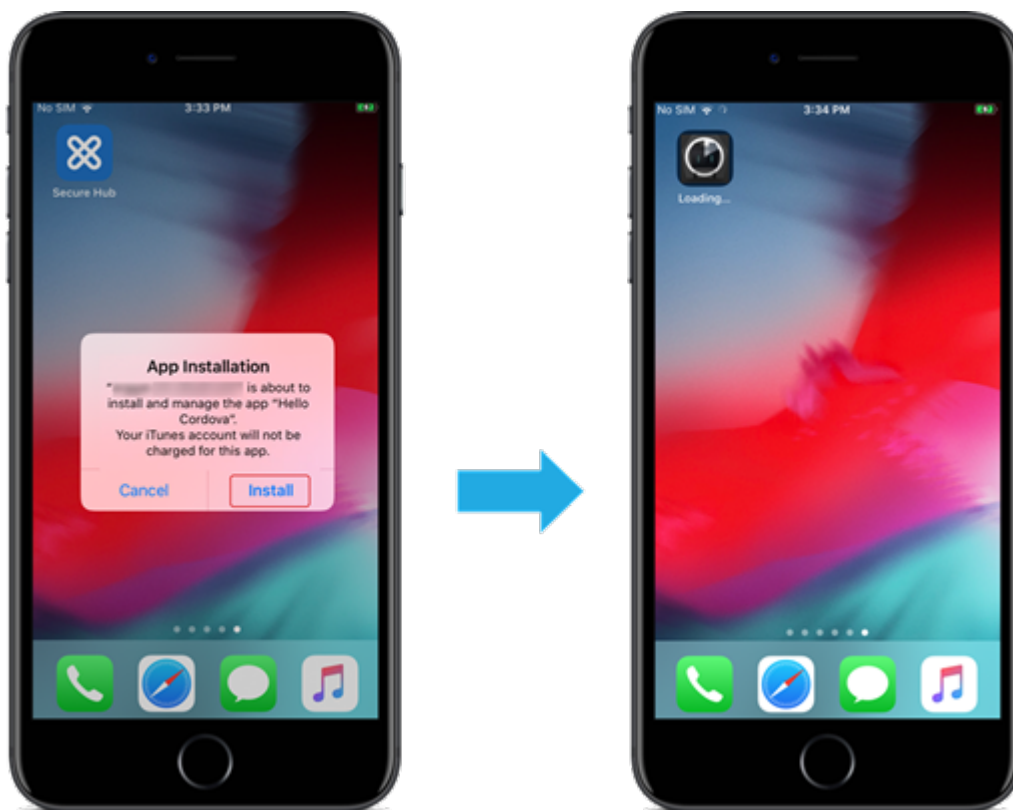 No SIM 3:33 PM
Secure Hub
App Installation
" is about to
install and manage the app "Hello
Cordova".
Your iTunes account will not be
charged for this app.
Cancel Install
No SIM 3:34 PM
Loading...